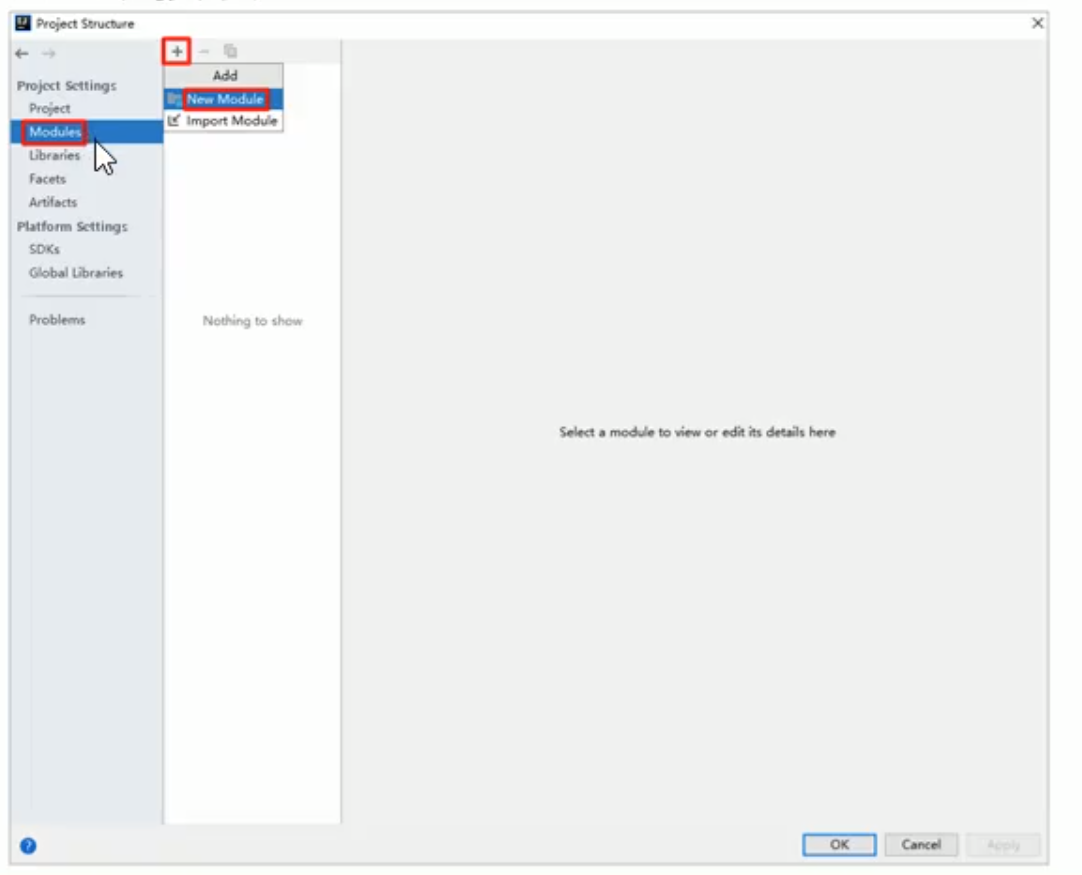 Project Structure
Project Settings
Project
Modules
Libraries
Facets
Artifacts
Platform Settings
SDKs
Global Libraries
Problems
Add
New Module
Import Module
Nothing to show
Select a module to view or edit its details here
OK
Cancel
Apply